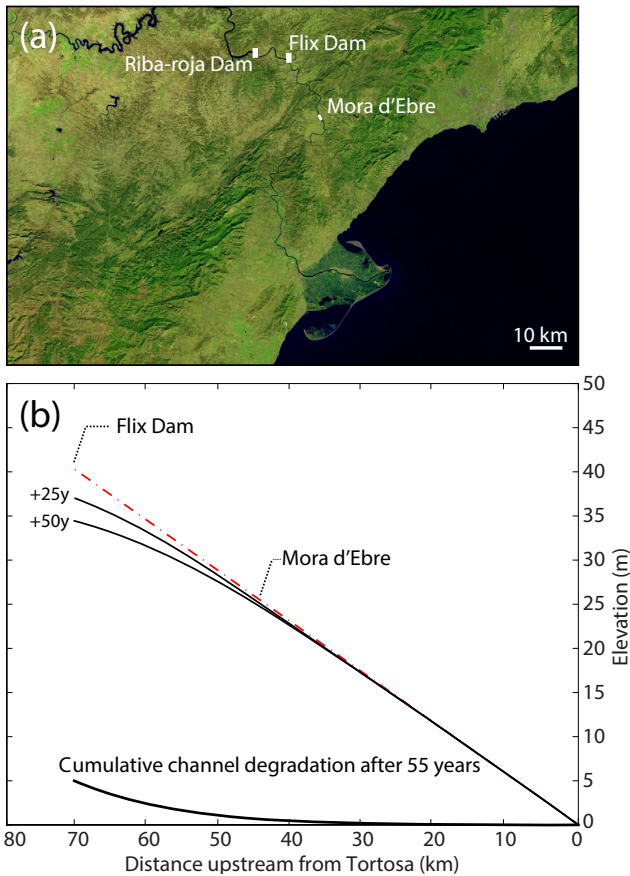 (a)
Flix Dam
Riba-roja Dam
Mora d'Ebre
10 km
(b)
50
45
40
35
30
25
20
15
10
5
0
Elevation (m)
Flix Dam
+25y
+50y
Mora d'Ebre
Cumulative channel degradation after 55 years
80 70 60 50 40 30 20 10 0
Distance upstream from Tortosa (km)